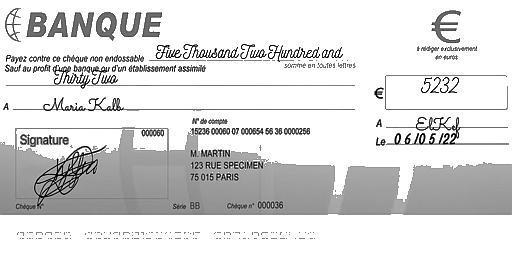 BANQUE
€
à rédiger exclusivement
en euros
Payez contre ce chèque non endossable Five Thousand Two Hundred and
Sauf au profit d'une banque ou d'un établissement assimilé
somme en toutes lettres
Thirty Two
€ 5232
A Maria Kalb
A El Kef
Le 06/05/22
Signature
000060
N° de compte
15236 00060 07 000654 56 36 0000256
M. MARTIN
123 RUE SPECIMEN
75 015 PARIS
Chèque N°
Série BB
Chèque n° 000036